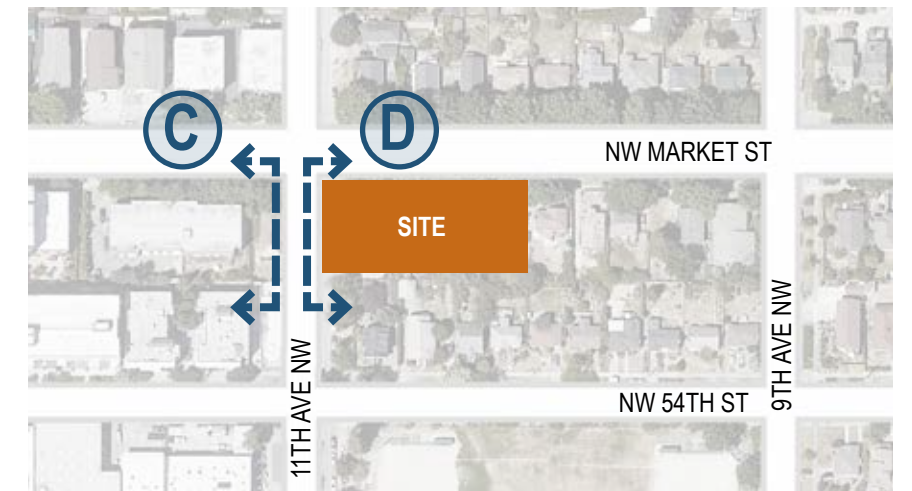 C
D
NW MARKET ST
SITE
11TH AVE NW
9TH AVE NW
NW 54TH ST